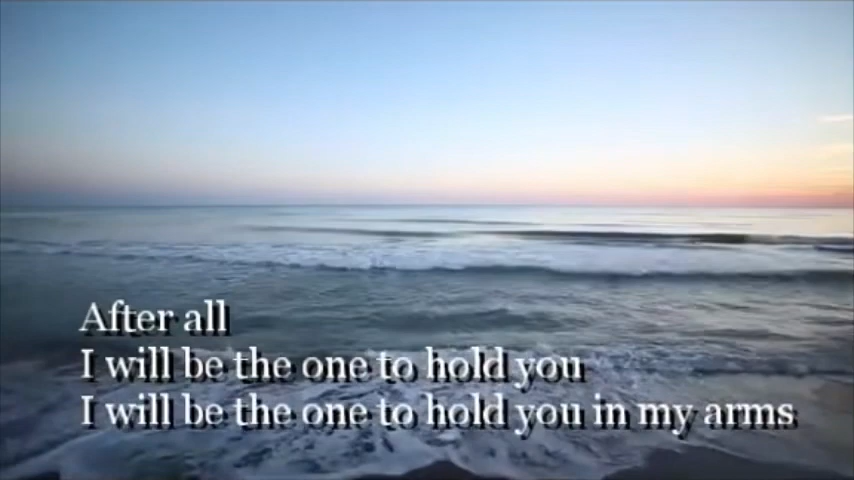 After all
I will be the one to hold you
I will be the one to hold you in my arms